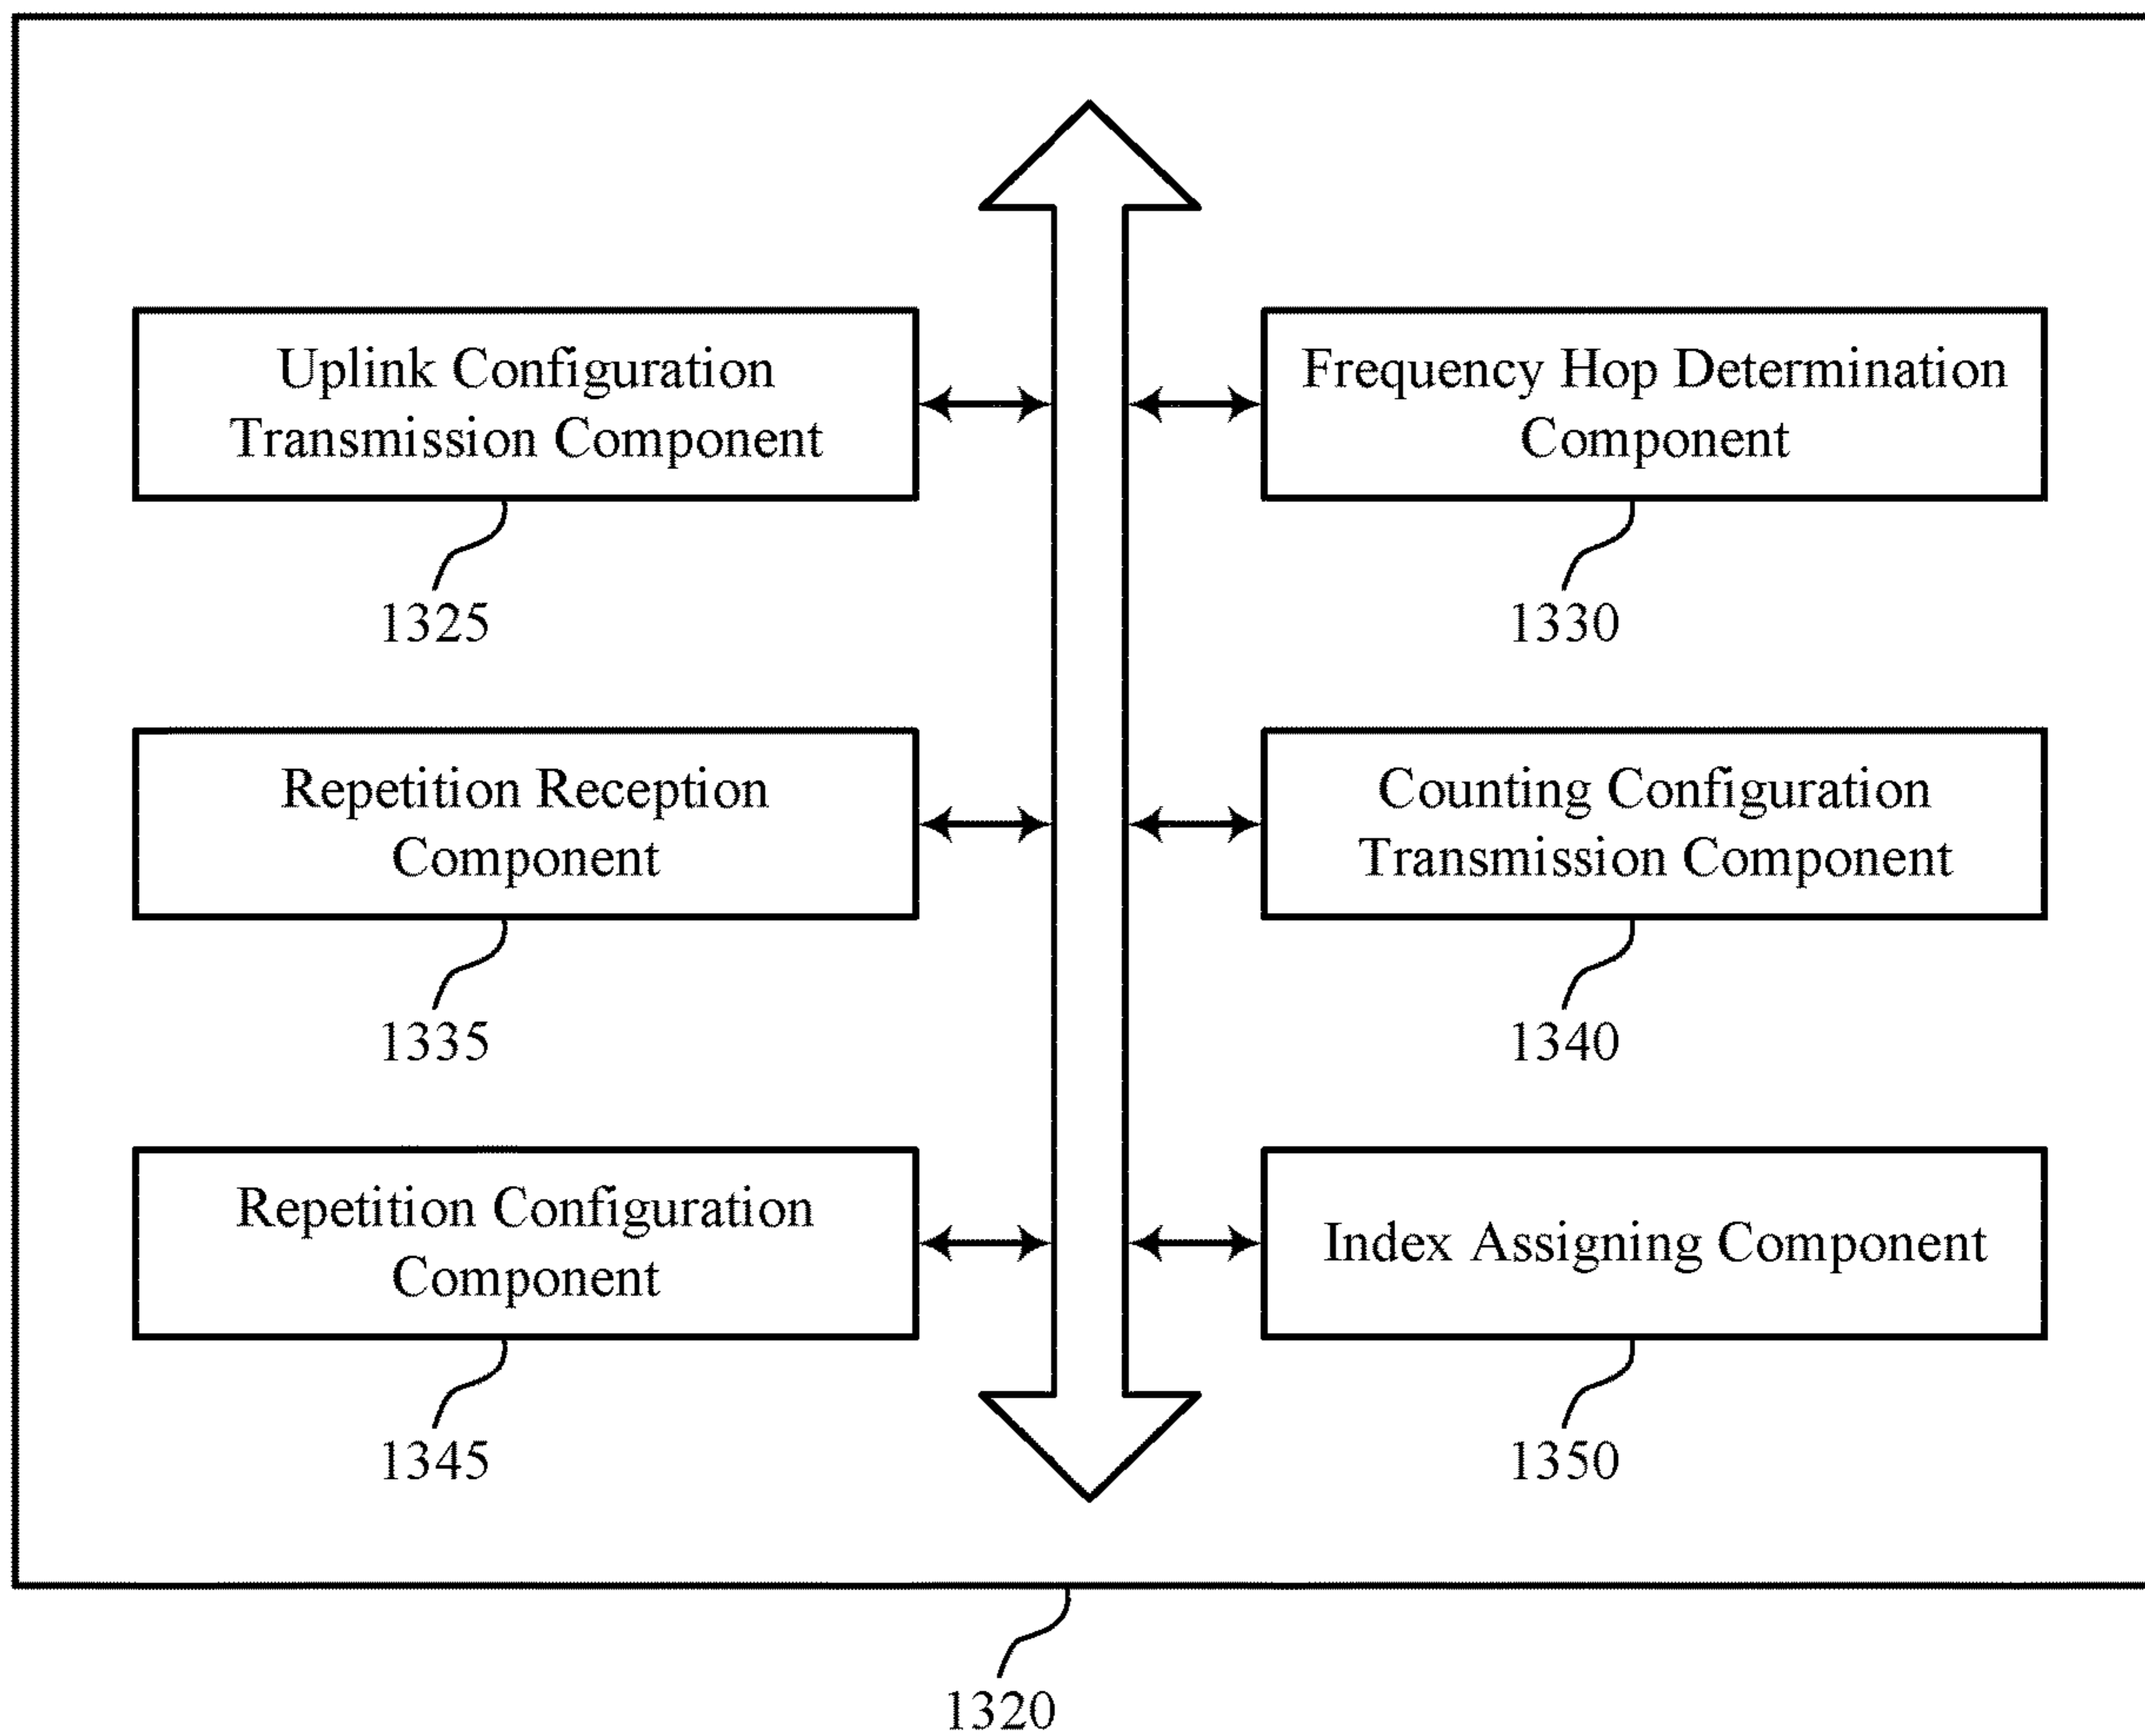 Uplink Configuration
Transmission Component
1325
Frequency Hop Determination
Component
1330
Repetition Reception
Component
1335
Counting Configuration
Transmission Component
1340
Repetition Configuration
Component
1345
Index Assigning Component
1350
1320